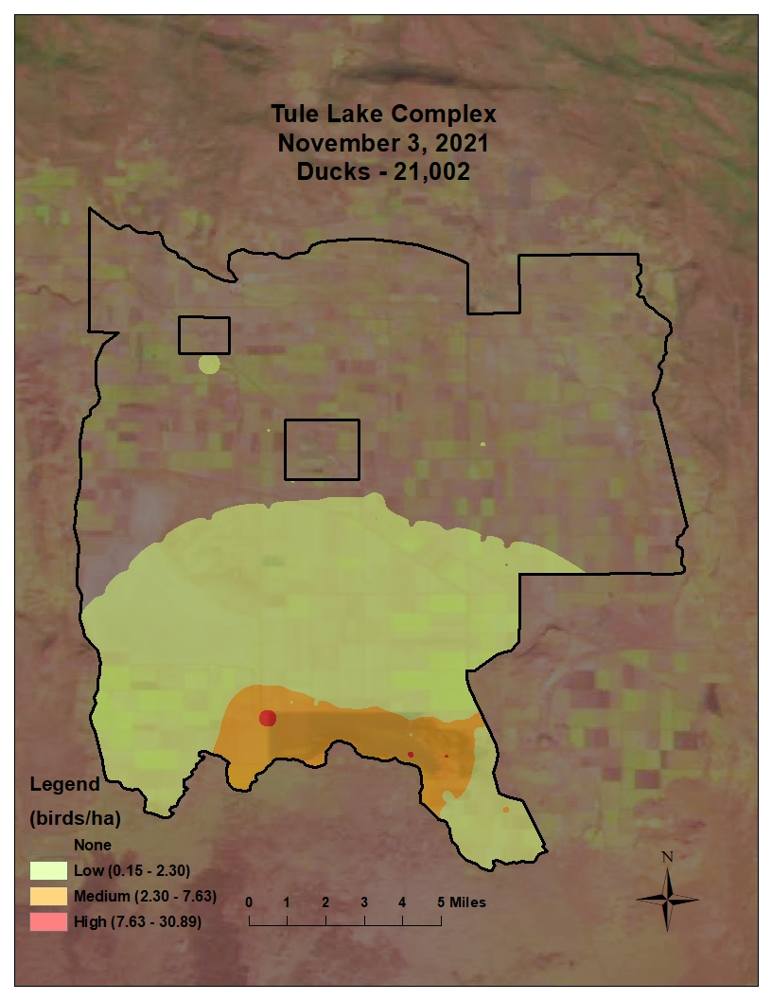 Tule Lake Complex
November 3, 2021
Ducks - 21,002
Legend
(birds/ha)
None
Low (0.15 - 2.30)
Medium (2.30 - 7.63)
High (7.63 - 30.89)
0 1 2 3 4 5 Miles
N